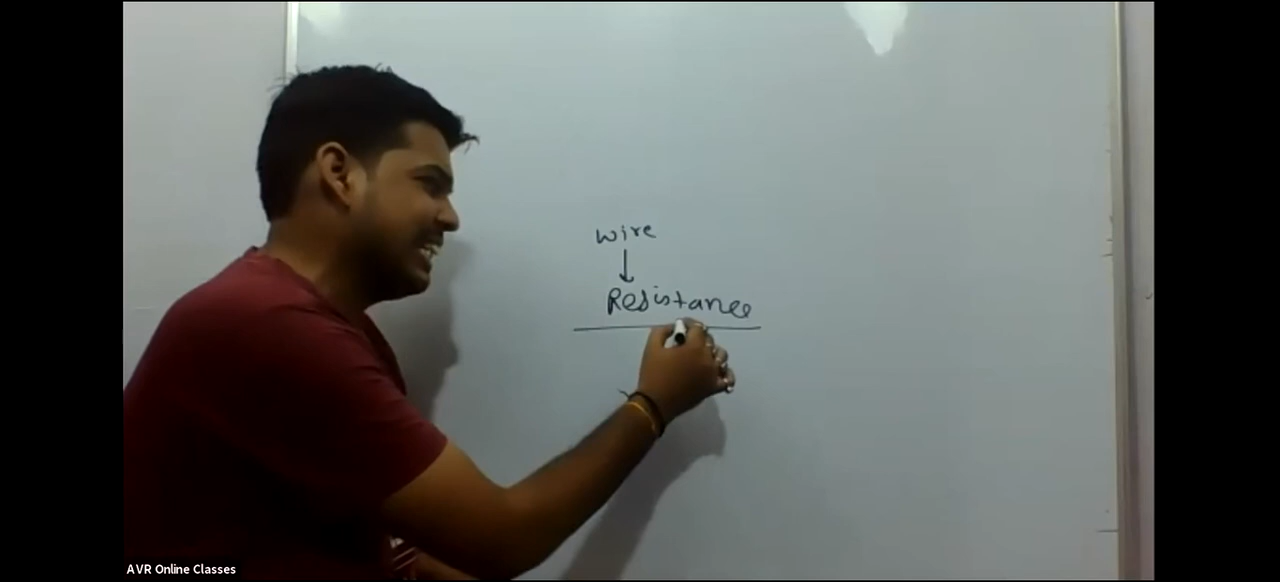 wire
↓
Resistance
AVR Online Classes